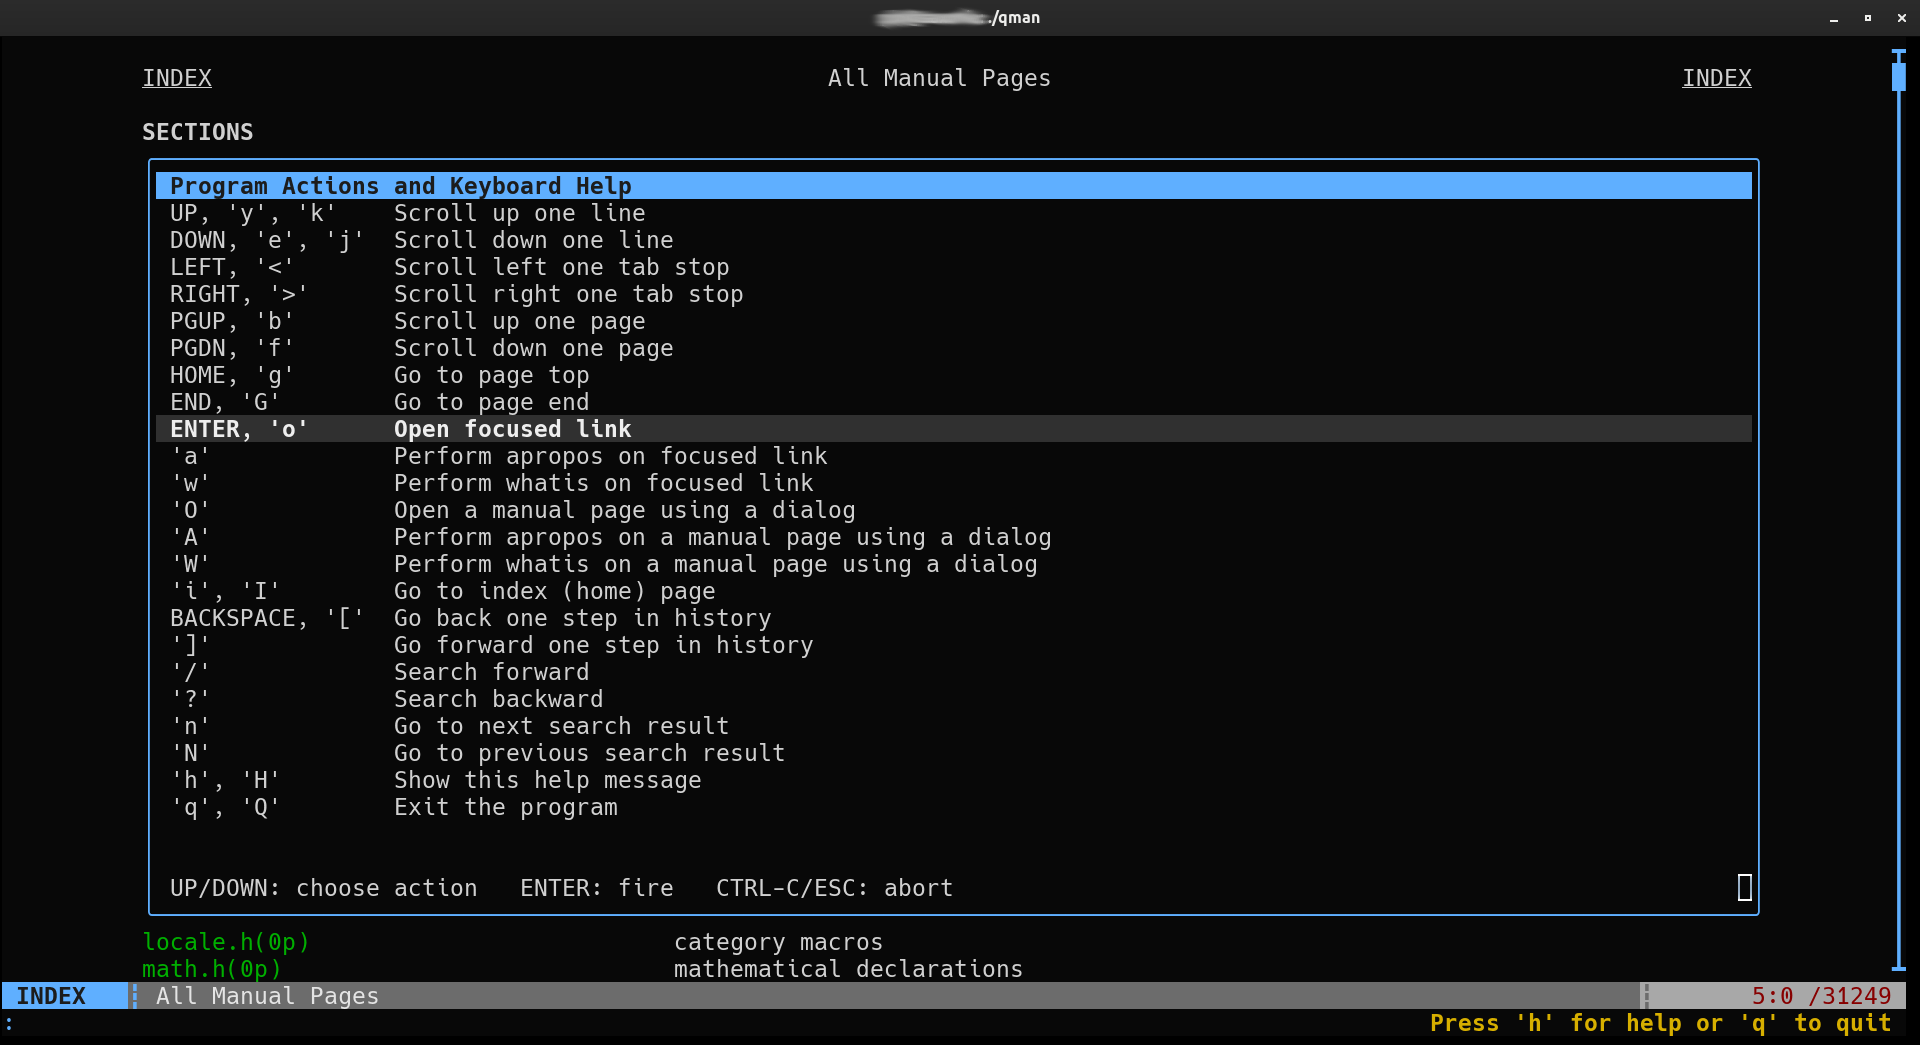 ./qman
INDEX All Manual Pages INDEX
SECTIONS
Program Actions and Keyboard Help
UP, 'y', 'k' Scroll up one line
DOWN, 'e', 'j' Scroll down one line
LEFT, '<' Scroll left one tab stop
RIGHT, '>' Scroll right one tab stop
PGUP, 'b' Scroll up one page
PGDN, 'f' Scroll down one page
HOME, 'g' Go to page top
END, 'G' Go to page end
ENTER, 'o' Open focused link
'a' Perform apropos on focused link
'w' Perform whatis on focused link
'O' Open a manual page using a dialog
'A' Perform apropos on a manual page using a dialog
'W' Perform whatis on a manual page using a dialog
'i', 'I' Go to index (home) page
BACKSPACE, '[' Go back one step in history
']' Go forward one step in history
'/' Search forward
'?' Search backward
'n' Go to next search result
'N' Go to previous search result
'h', 'H' Show this help message
'q', 'Q' Exit the program
UP/DOWN: choose action ENTER: fire CTRL-C/ESC: abort
locale.h(0p) category macros
math.h(0p) mathematical declarations
INDEX All Manual Pages 5:0 /31249
: Press 'h' for help or 'q' to quit